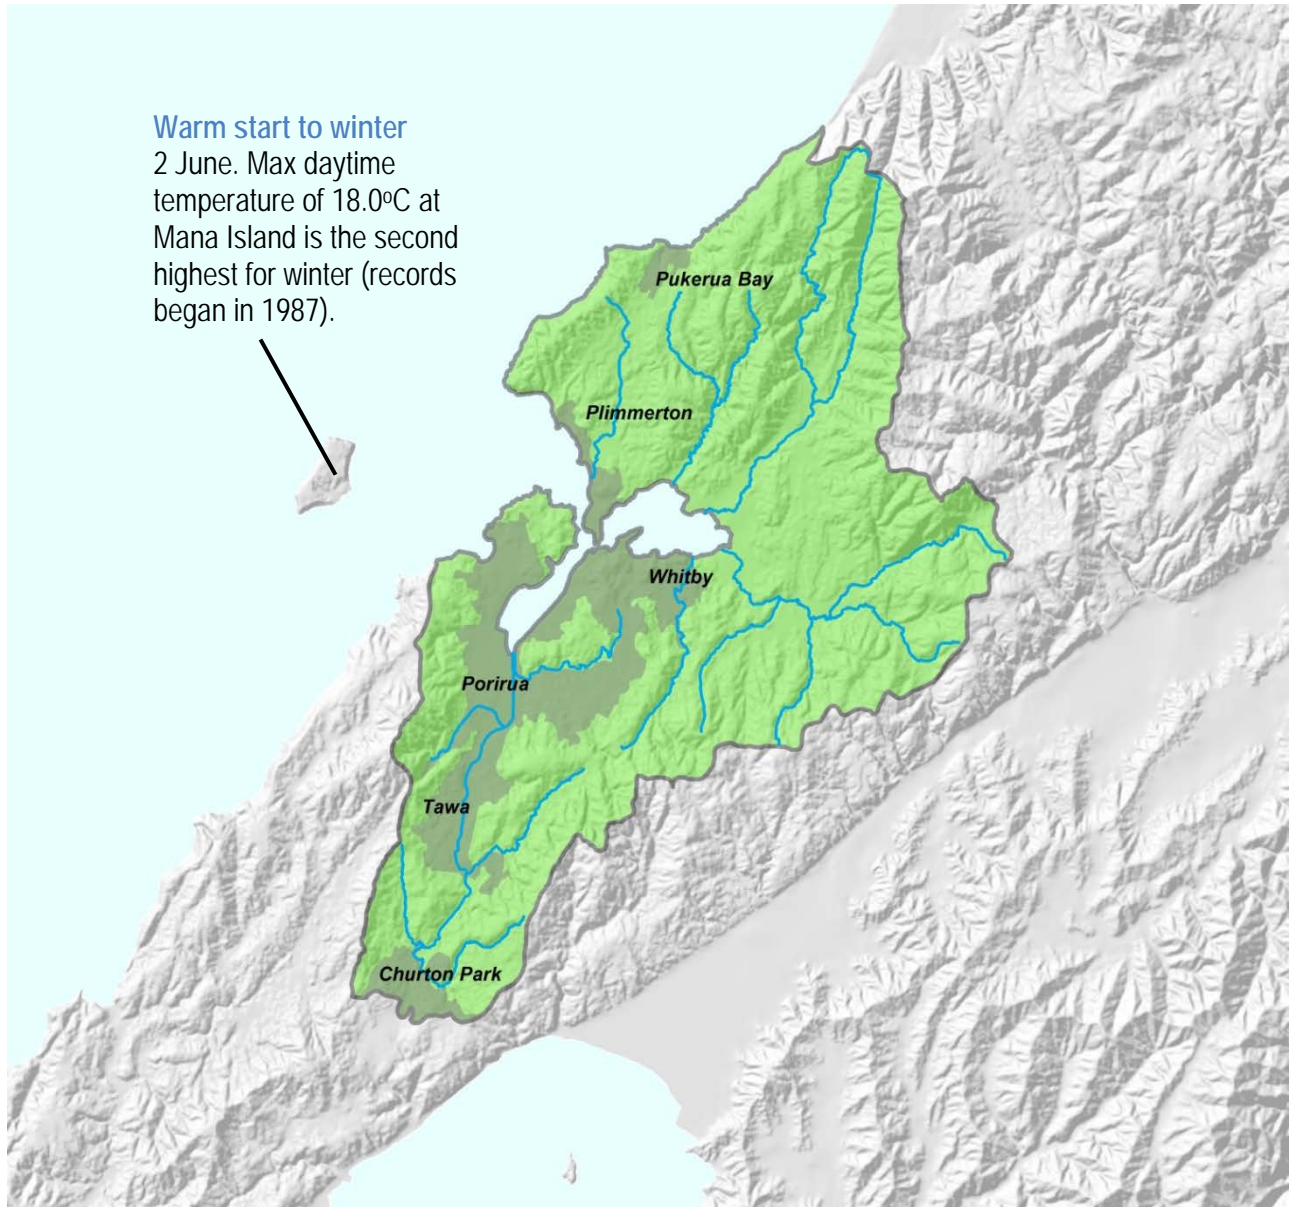 Warm start to winter
2 June. Max daytime
temperature of 18.0ºC at
Mana Island is the second
highest for winter (records
began in 1987).
Pukerua Bay
Plimmerton
Whitby
Porirua
Tawa
Churton Park